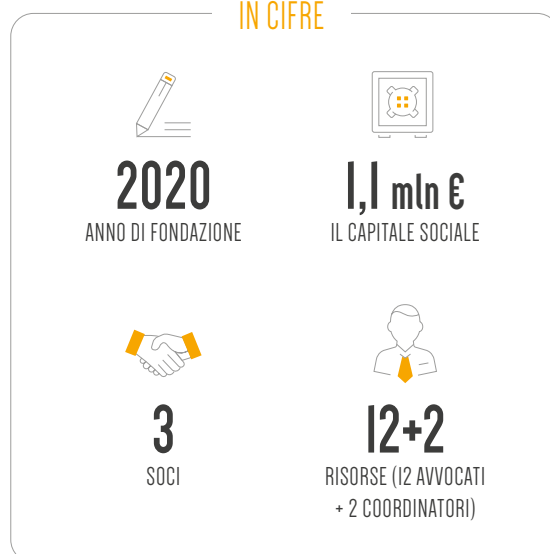 IN CIFRE
2020
ANNO DI FONDAZIONE
1,1 mln €
IL CAPITALE SOCIALE
3
SOCI
12+2
RISORSE (12 AVVOCATI
+ 2 COORDINATORI)